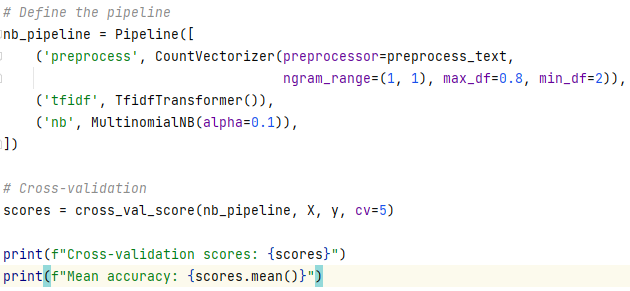 # Define the pipeline
nb_pipeline = Pipeline([
    ('preprocess', CountVectorizer(preprocessor=preprocess_text,
                                   ngram_range=(1, 1), max_df=0.8, min_df=2)),
    ('tfidf', TfidfTransformer()),
    ('nb', MultinomialNB(alpha=0.1)),
])

# Cross-validation
scores = cross_val_score(nb_pipeline, X, y, cv=5)

print(f"Cross-validation scores: {scores}")
print(f"Mean accuracy: {scores.mean()}")